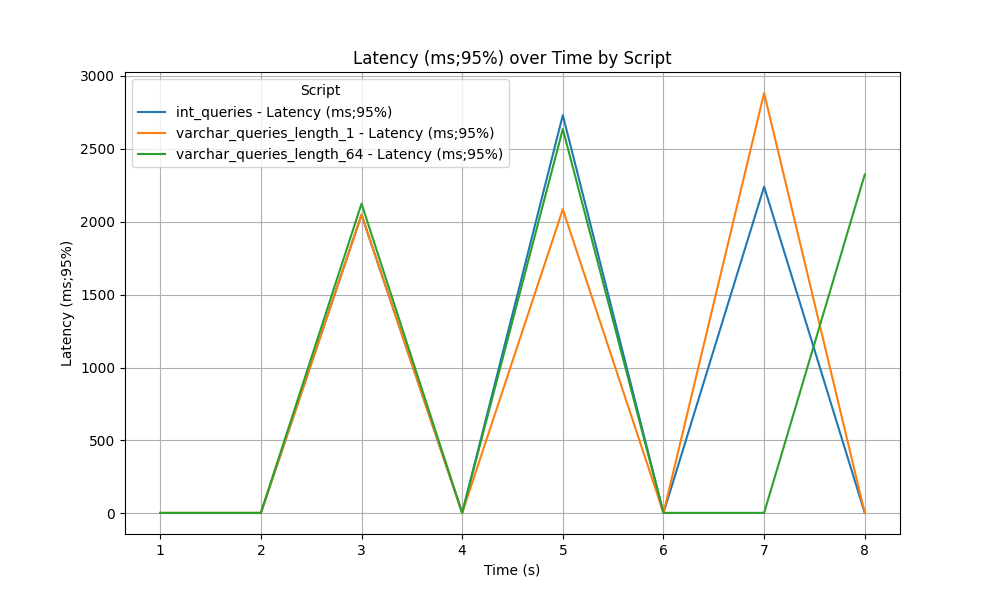 Latency (ms;95%) over Time by Script
3000
2500
2000
1500
1000
500
0
Latency (ms;95%)
Script
int_queries - Latency (ms;95%)
varchar_queries_length_1 - Latency (ms;95%)
varchar_queries_length_64 - Latency (ms;95%)
1 2 3 4 5 6 7 8
Time (s)